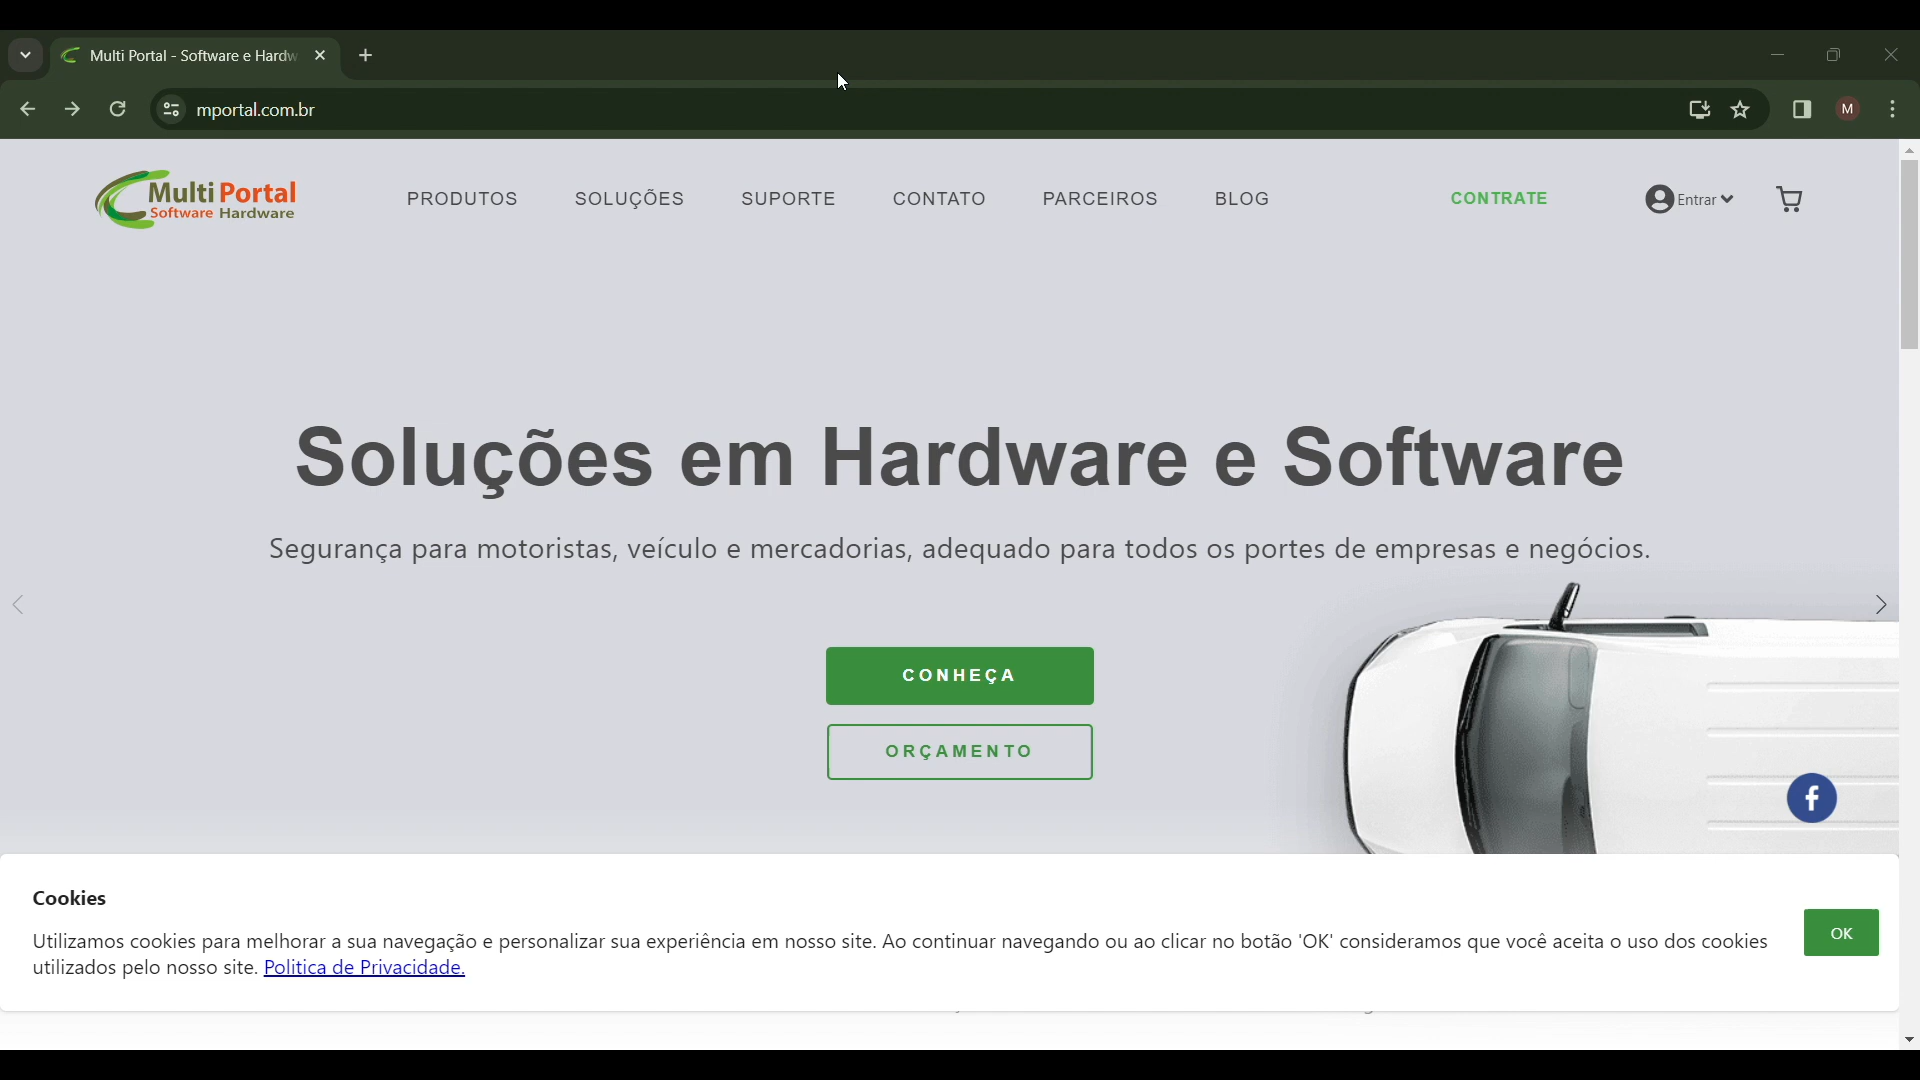 Multi Portal - Software e Hardw
mportal.com.br
M
Multi Portal
Software Hardware
PRODUTOS
SOLUÇÕES
SUPORTE
CONTATO
PARCEIROS
BLOG
CONTRATE
Entrar
Soluções em Hardware e Software
Segurança para motoristas, veículo e mercadorias, adequado para todos os portes de empresas e negócios.
CONHEÇA
ORÇAMENTO
f
Cookies
Utilizamos cookies para melhorar a sua navegação e personalizar sua experiência em nosso site. Ao continuar navegando ou ao clicar no botão 'OK' consideramos que você aceita o uso dos cookies
utilizados pelo nosso site. Politica de Privacidade.
OK